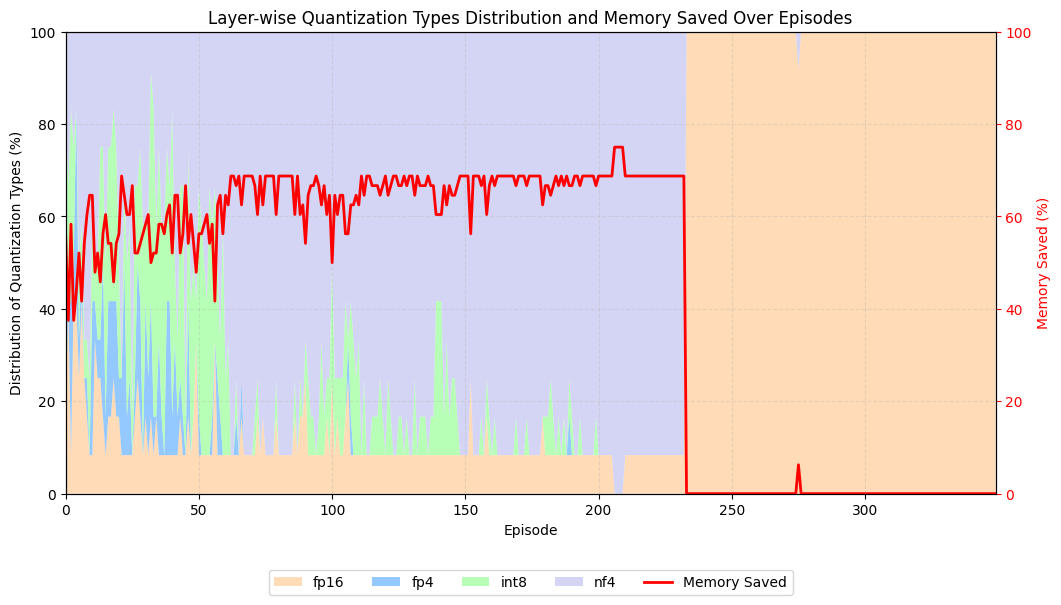 Layer-wise Quantization Types Distribution and Memory Saved Over Episodes
100
80
60
40
20
0
Distribution of Quantization Types (%)
100
80
60
40
20
0
Memory Saved (%)
0 50 100 150 200 250 300
Episode
fp16 fp4 int8 nf4 Memory Saved